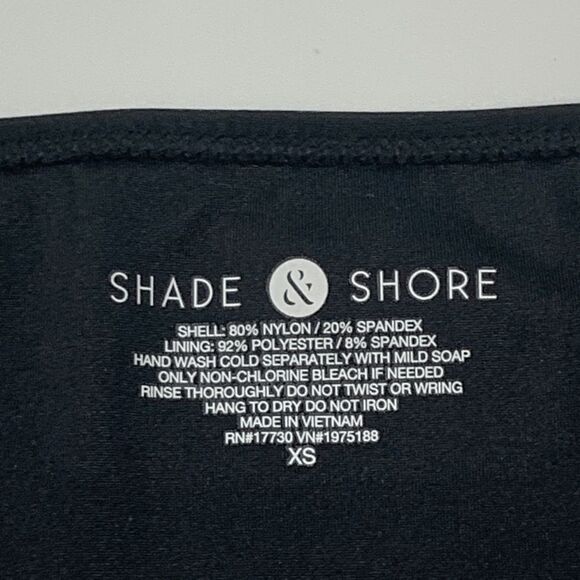 SHADE & SHORE
SHELL: 80% NYLON / 20% SPANDEX
LINING: 92% POLYESTER / 8% SPANDEX
HAND WASH COLD SEPARATELY WITH MILD SOAP
ONLY NON-CHLORINE BLEACH IF NEEDED
RINSE THOROUGHLY DO NOT TWIST OR WRING
HANG TO DRY DO NOT IRON
MADE IN VIETNAM
RN#17730 VN#1975188
XS